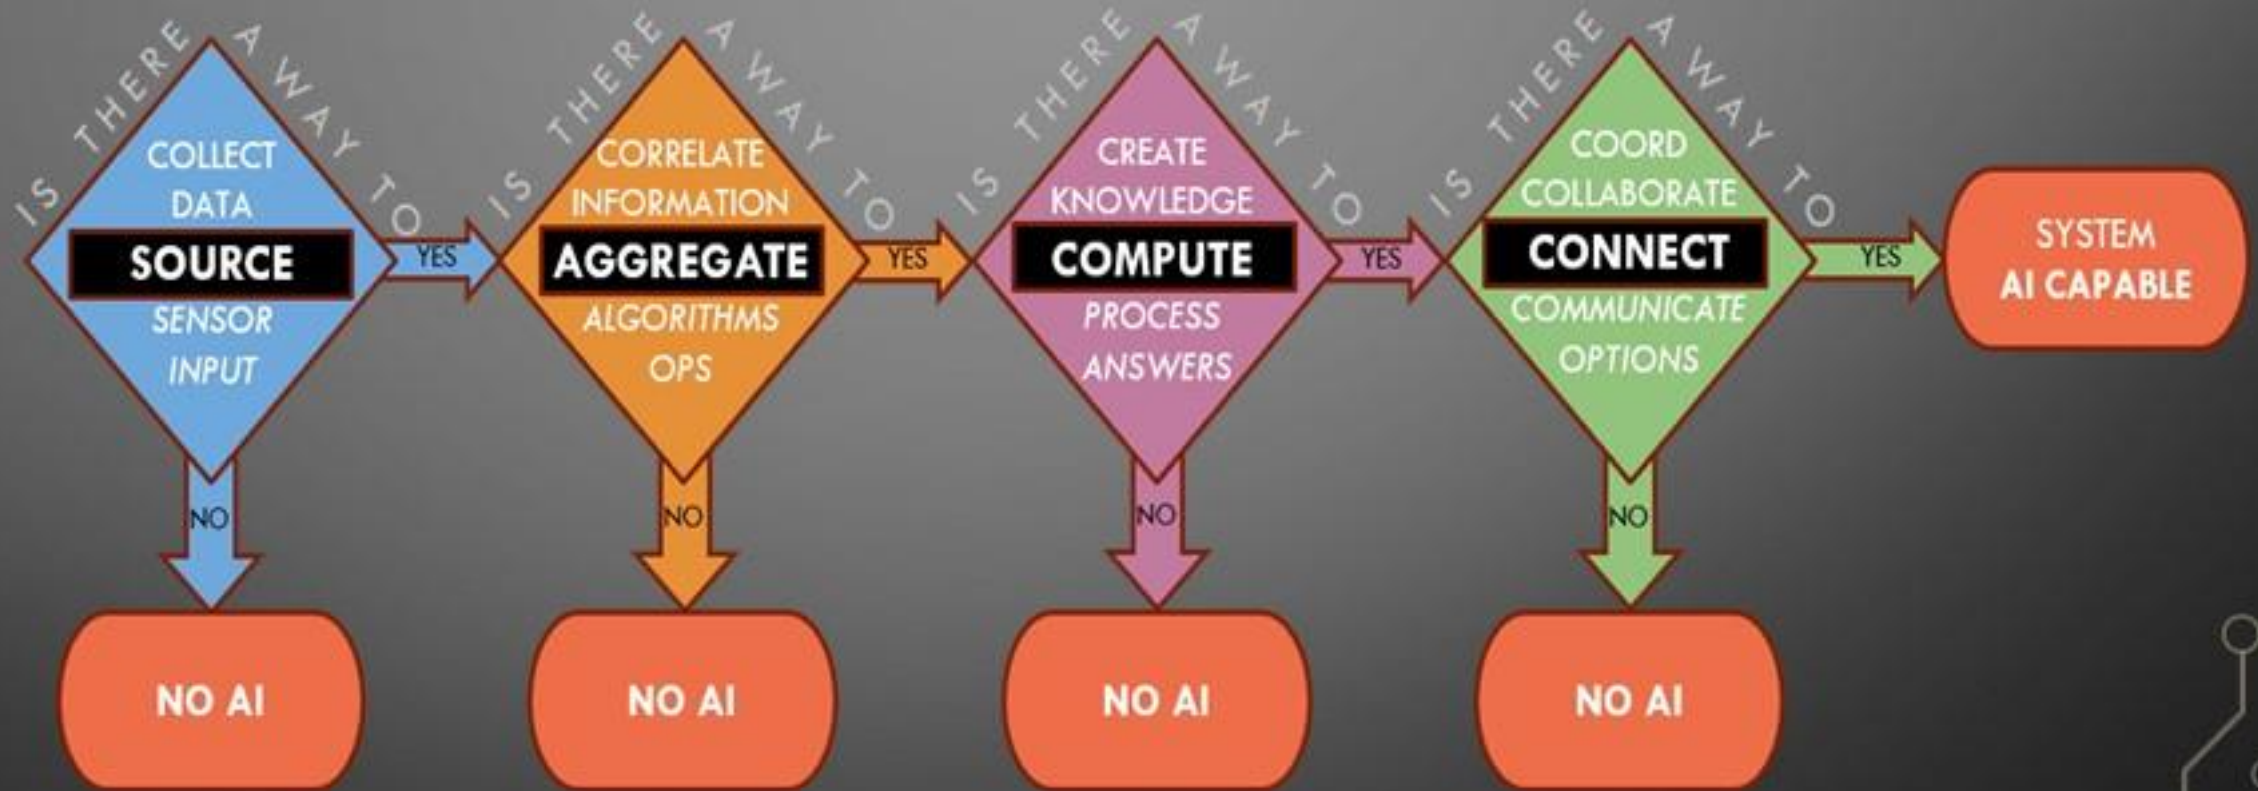 IS THERE A WAY TO
COLLECT
DATA
SOURCE
SENSOR
INPUT
YES
NO
NO AI
IS THERE A WAY TO
CORRELATE
INFORMATION
AGGREGATE
ALGORITHMS
OPS
YES
NO
NO AI
IS THERE A WAY TO
CREATE
KNOWLEDGE
COMPUTE
PROCESS
ANSWERS
YES
NO
NO AI
IS THERE A WAY TO
COORD
COLLABORATE
CONNECT
COMMUNICATE
OPTIONS
YES
NO
NO AI
SYSTEM
AI CAPABLE